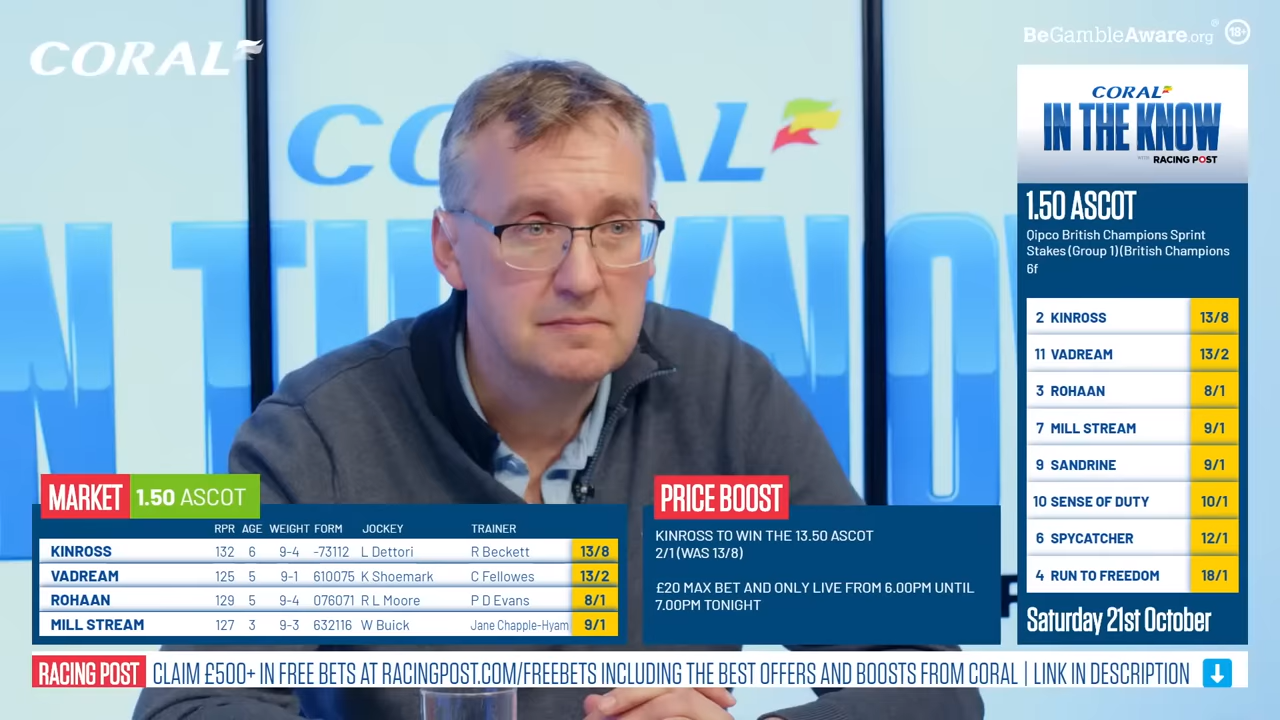 CORAL
BeGambleAware.org® 18+
CORAL
IN THE KNOW
CORAL
IN THE KNOW
WITH RACING POST
1.50 ASCOT
Qipco British Champions Sprint
Stakes (Group 1) (British Champions
6f
2 KINROSS 13/8
11 VADREAM 13/2
3 ROHAAN 8/1
7 MILL STREAM 9/1
9 SANDRINE 9/1
10 SENSE OF DUTY 10/1
6 SPYCATCHER 12/1
4 RUN TO FREEDOM 18/1
Saturday 21st October
MARKET 1.50 ASCOT
RPR AGE WEIGHT FORM JOCKEY TRAINER
KINROSS 132 6 9-4 -73112 L Dettori R Beckett 13/8
VADREAM 125 5 9-1 610075 K Shoemark C Fellowes 13/2
ROHAAN 129 5 9-4 076071 R L Moore P D Evans 8/1
MILL STREAM 127 3 9-3 632116 W Buick Jane Chapple-Hyam 9/1
PRICE BOOST
KINROSS TO WIN THE 13.50 ASCOT
2/1 (WAS 13/8)
£20 MAX BET AND ONLY LIVE FROM 6.00PM UNTIL
7.00PM TONIGHT
RACING POST CLAIM £500+ IN FREE BETS AT RACINGPOST.COM/FREEBETS INCLUDING THE BEST OFFERS AND BOOSTS FROM CORAL | LINK IN DESCRIPTION